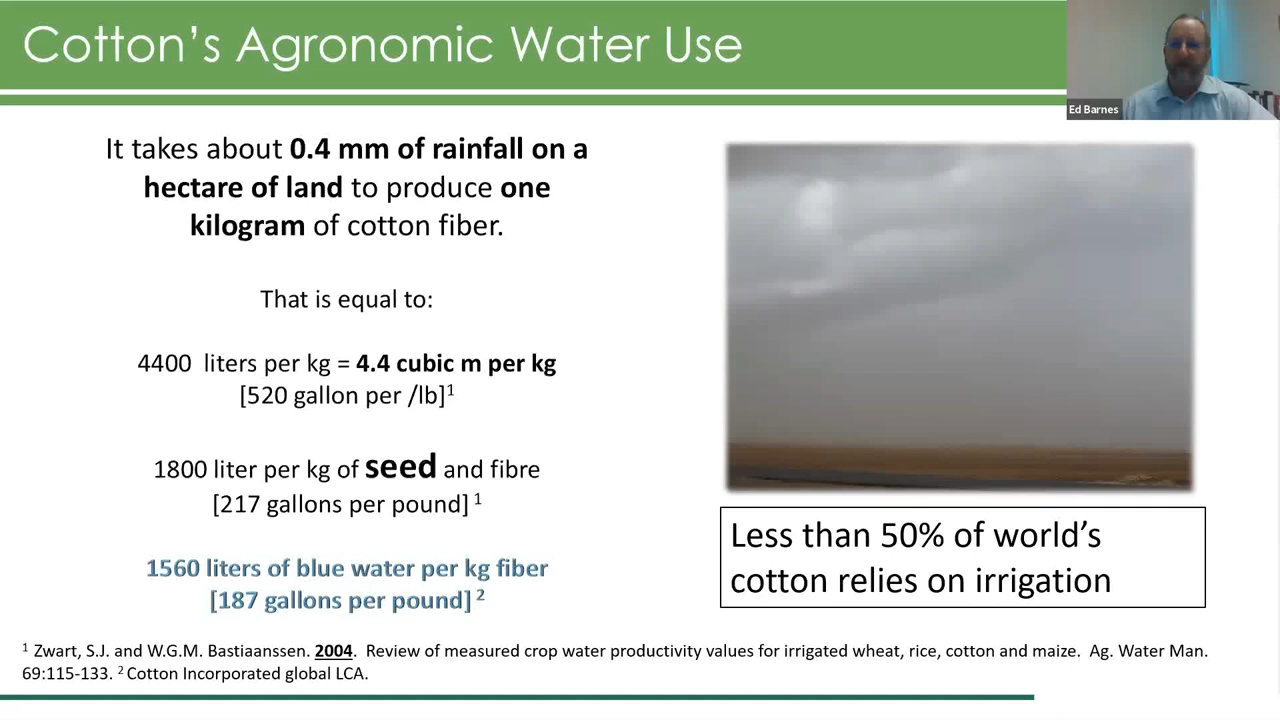 Cotton's Agronomic Water Use
Ed Barnes
It takes about 0.4 mm of rainfall on a
hectare of land to produce one
kilogram of cotton fiber.
That is equal to:
4400 liters per kg = 4.4 cubic m per kg
[520 gallon per /lb]¹
1800 liter per kg of seed and fibre
[217 gallons per pound] ¹
1560 liters of blue water per kg fiber
[187 gallons per pound] ²
Less than 50% of world's
cotton relies on irrigation
¹ Zwart, S.J. and W.G.M. Bastiaanssen. 2004. Review of measured crop water productivity values for irrigated wheat, rice, cotton and maize. Ag. Water Man.
69:115-133. ² Cotton Incorporated global LCA.